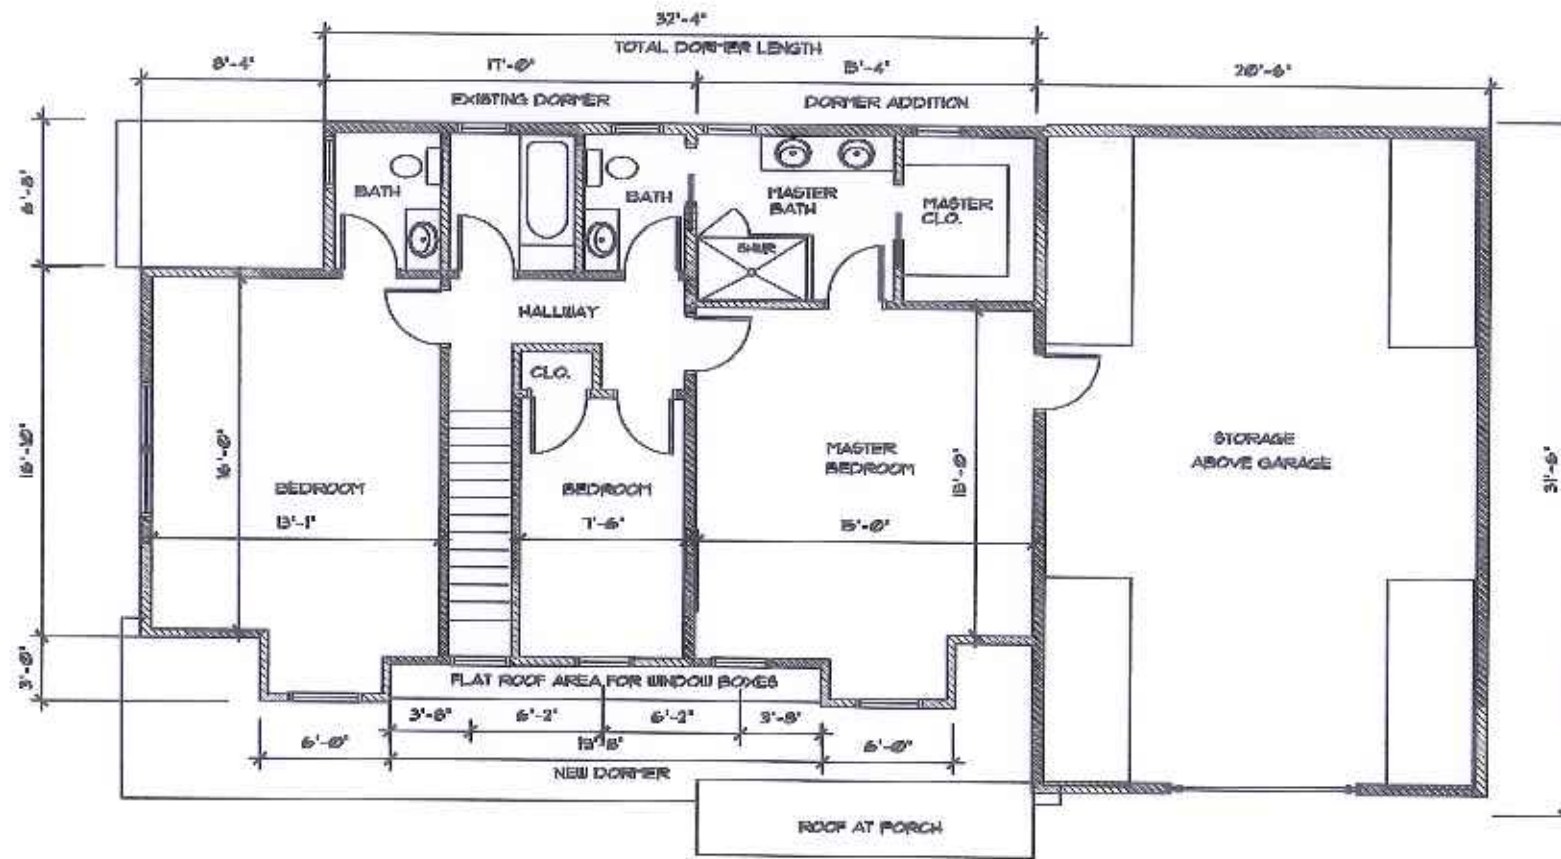 32'-4"
TOTAL DORMER LENGTH
8'-4"
17'-0"
15'-4"
20'-6"
EXISTING DORMER
DORMER ADDITION
6'-8"
BATH
BATH
MASTER
BATH
MASTER
CLO.
SHWR
HALLWAY
CLO.
16'-10"
16'-0"
BEDROOM
13'-1"
BEDROOM
7'-6"
MASTER
BEDROOM
15'-0"
15'-0"
STORAGE
ABOVE GARAGE
31'-6"
3'-0"
FLAT ROOF AREA FOR WINDOW BOXES
3'-8"
6'-2"
6'-2"
3'-8"
6'-0"
19'-8"
6'-0"
NEW DORMER
ROOF AT PORCH